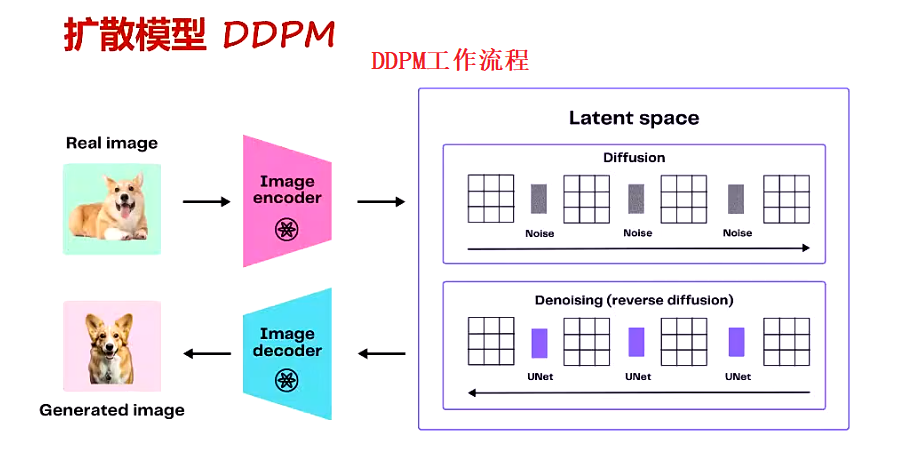 扩散模型 DDPM
DDPM工作流程
Real image
Image
encoder
Latent space
Diffusion
Noise Noise Noise
Denoising (reverse diffusion)
UNet UNet UNet
Image
decoder
Generated image